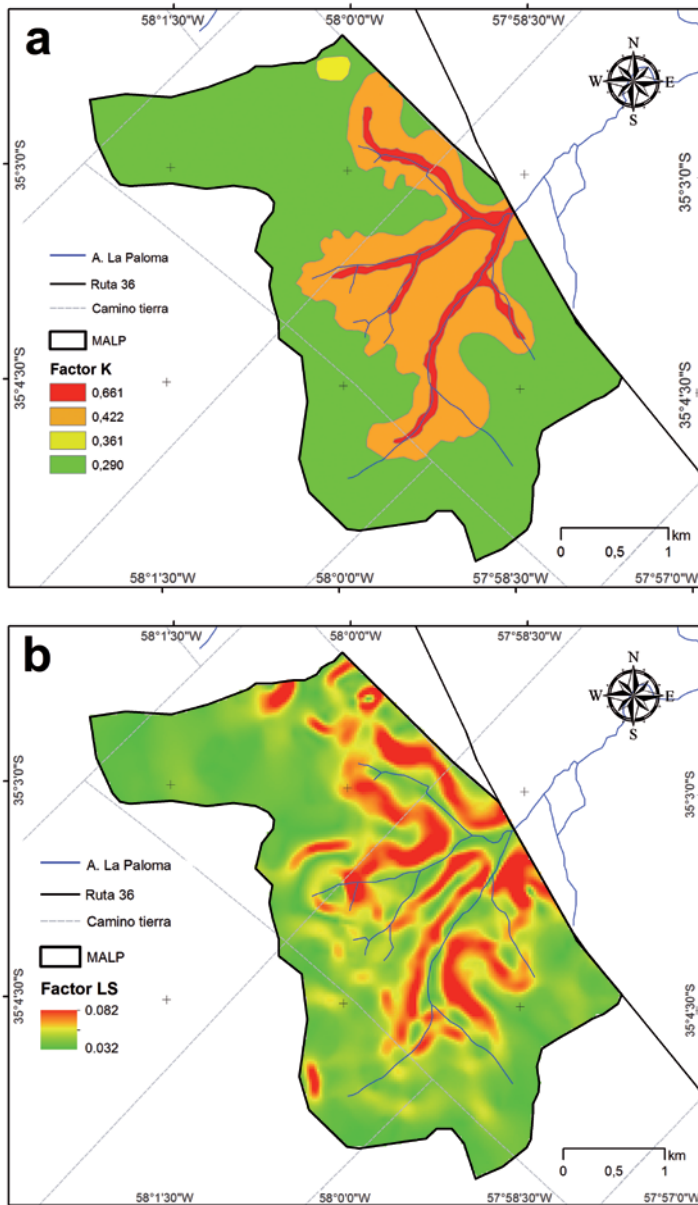 a
58°1'30"W 58°0'0"W 57°58'30"W
N
W E
S
35°3'0"S
35°3'0"S
A. La Paloma
Ruta 36
Camino tierra
MALP
Factor K
0,661
0,422
0,361
0,290
35°4'30"S
35°4'30"S
km
0 0,5 1
58°1'30"W 58°0'0"W 57°58'30"W 57°57'0"W
b
58°1'30"W 58°0'0"W 57°58'30"W
N
W E
S
35°3'0"S
35°3'0"S
A. La Paloma
Ruta 36
Camino tierra
MALP
Factor LS
0.082
0.032
35°4'30"S
35°4'30"S
km
0 0,5 1
58°1'30"W 58°0'0"W 57°58'30"W 57°57'0"W